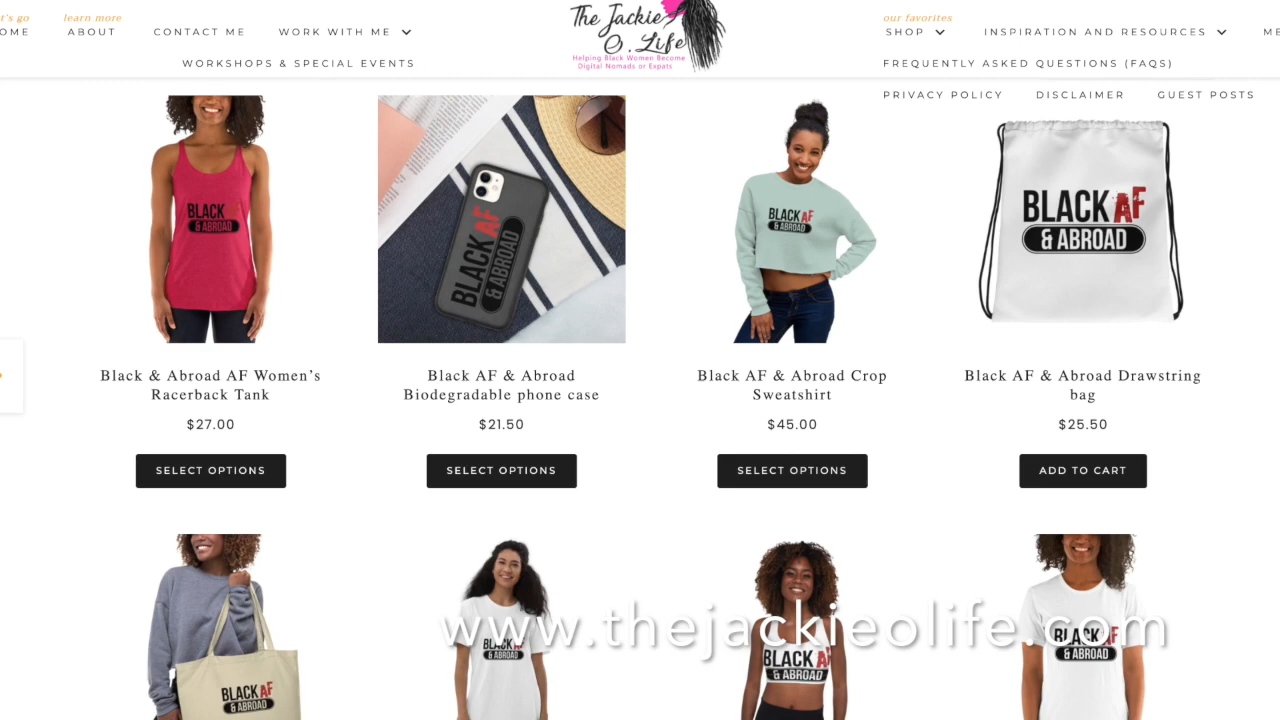 t's go
OME
learn more
ABOUT
CONTACT ME
WORK WITH ME
WORKSHOPS & SPECIAL EVENTS
The Jackie
O. Life
Helping Black Women Become
Digital Nomads or Expats
our favorites
SHOP
INSPIRATION AND RESOURCES
ME
FREQUENTLY ASKED QUESTIONS (FAQS)
PRIVACY POLICY
DISCLAIMER
GUEST POSTS
BLACK AF
& ABROAD
BLACK AF
& ABROAD
BLACK AF
& ABROAD
BLACK AF
& ABROAD
Black & Abroad AF Women's
Racerback Tank
$27.00
SELECT OPTIONS
Black AF & Abroad
Biodegradable phone case
$21.50
SELECT OPTIONS
Black AF & Abroad Crop
Sweatshirt
$45.00
SELECT OPTIONS
Black AF & Abroad Drawstring
bag
$25.50
ADD TO CART
BLACK AF
& ABROAD
BLACK AF
& ABROAD
BLACK AF
& ABROAD
BLACK AF
& ABROAD
www.thejackieolife.com